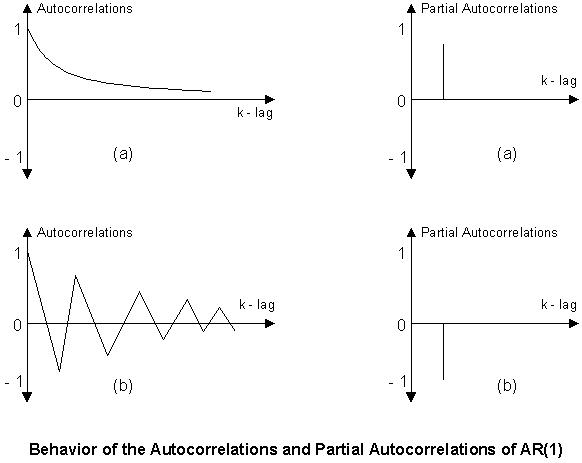 Autocorrelations
1
0
k - lag
- 1
(a)
Partial Autocorrelations
1
0
k - lag
- 1
(a)
Autocorrelations
1
0
k - lag
- 1
(b)
Partial Autocorrelations
1
0
k - lag
- 1
(b)
Behavior of the Autocorrelations and Partial Autocorrelations of AR(1)